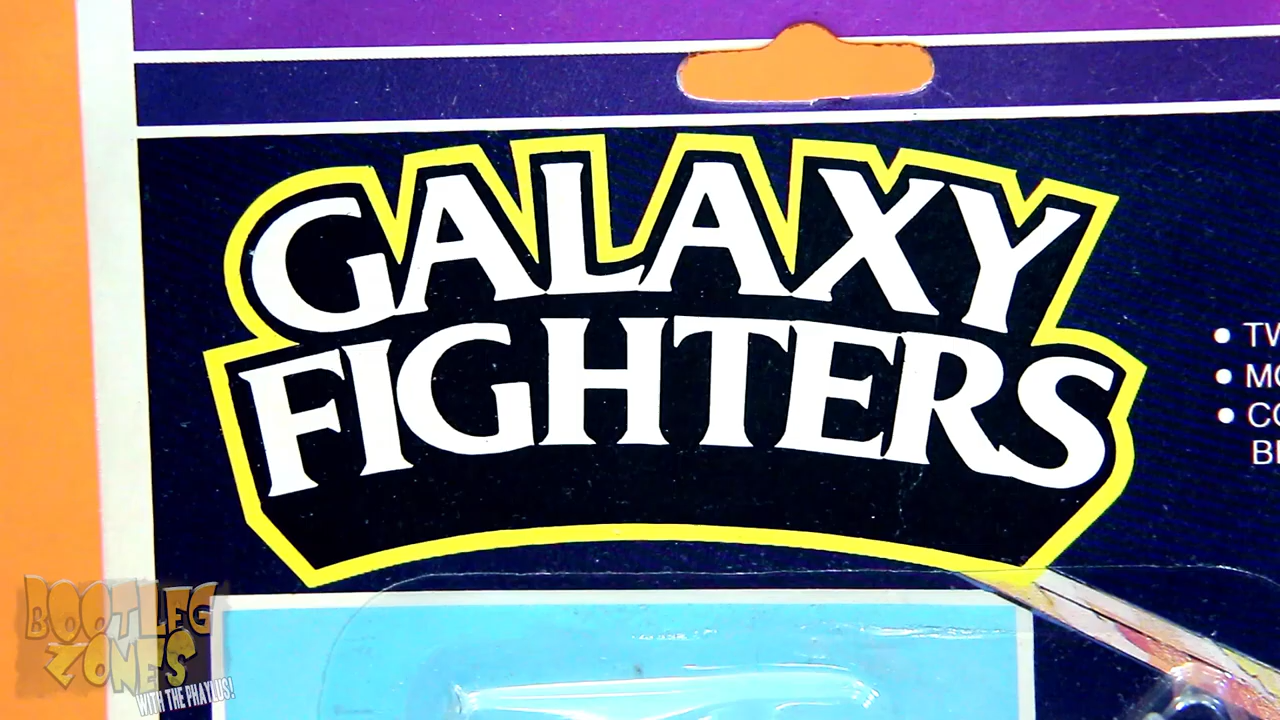 GALAXY
FIGHTERS
BOOTLEG
ZONES
WITH THE PHAYLUS!